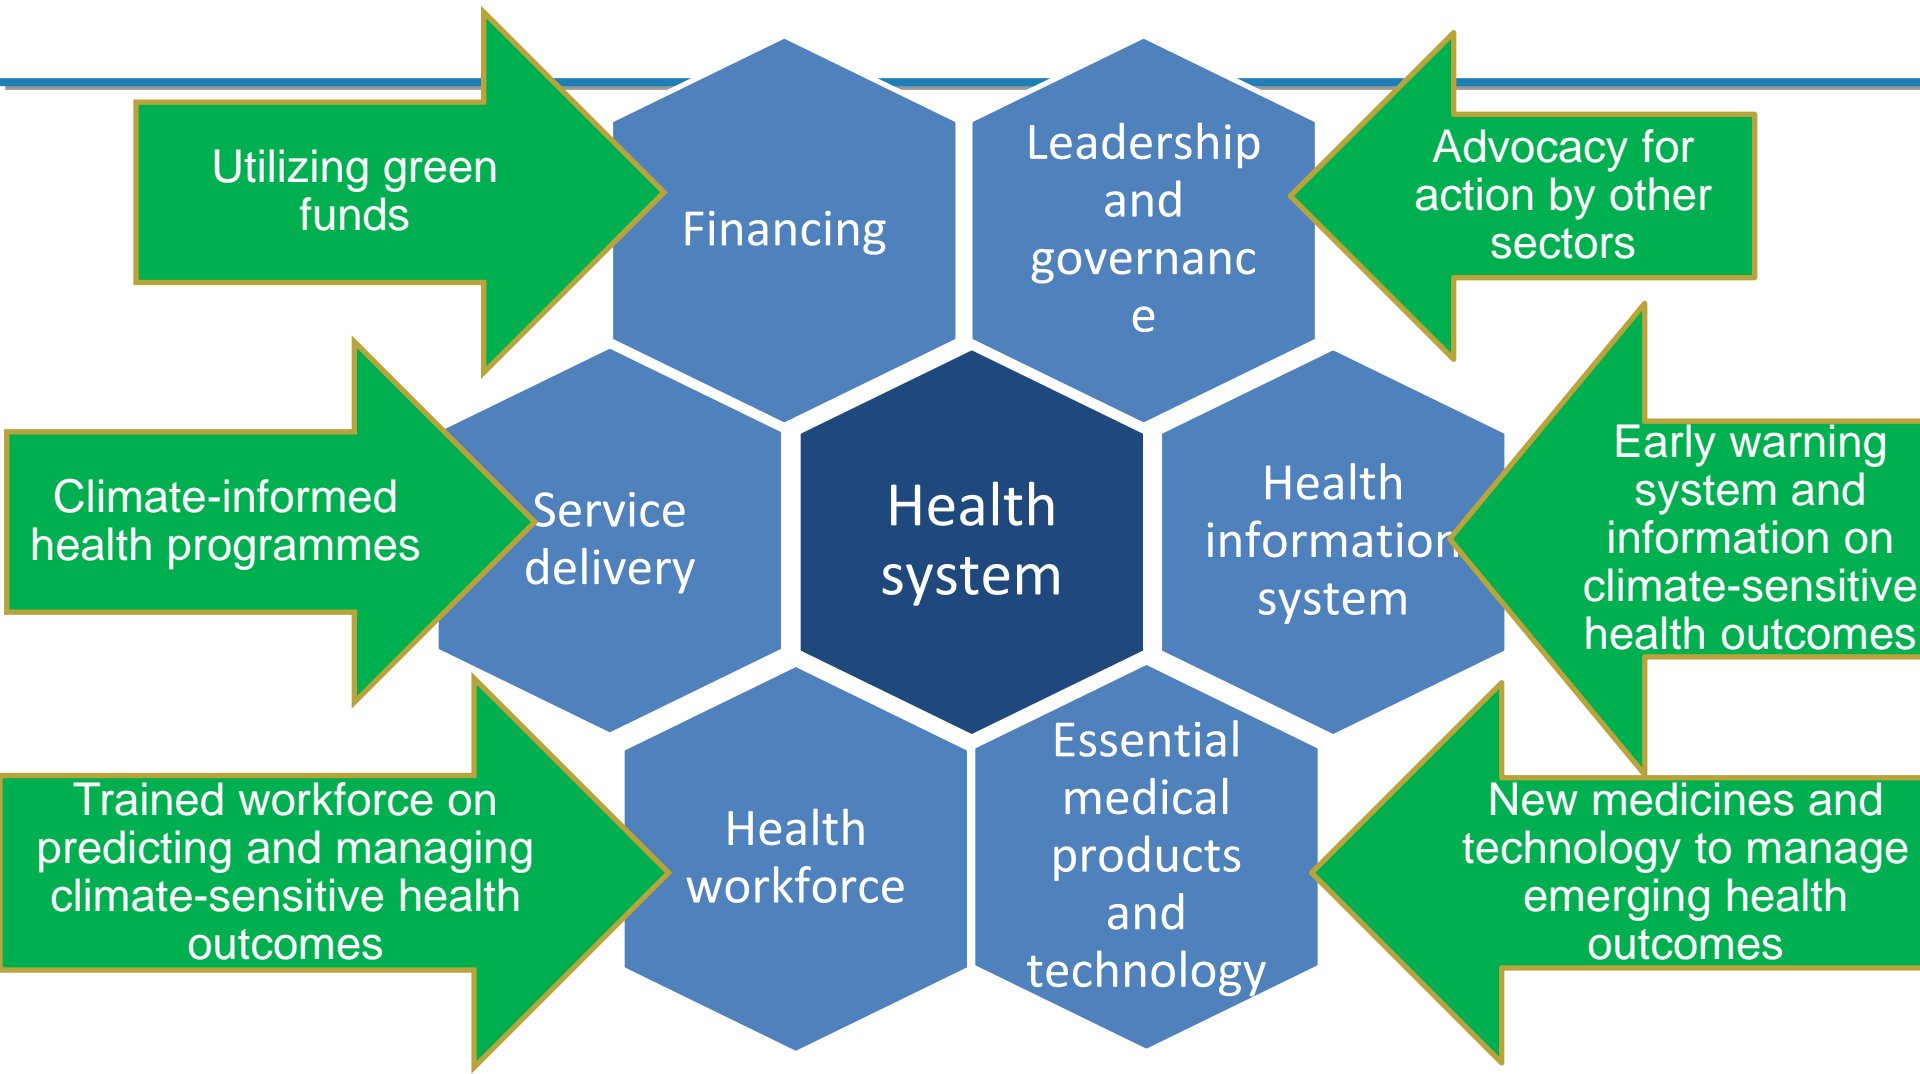 Utilizing green
funds
Financing
Leadership
and
governanc
e
Advocacy for
action by other
sectors
Climate-informed
health programmes
Service
delivery
Health
system
Health
information
system
Early warning
system and
information on
climate-sensitive
health outcomes
Trained workforce on
predicting and managing
climate-sensitive health
outcomes
Health
workforce
Essential
medical
products
and
technology
New medicines and
technology to manage
emerging health
outcomes